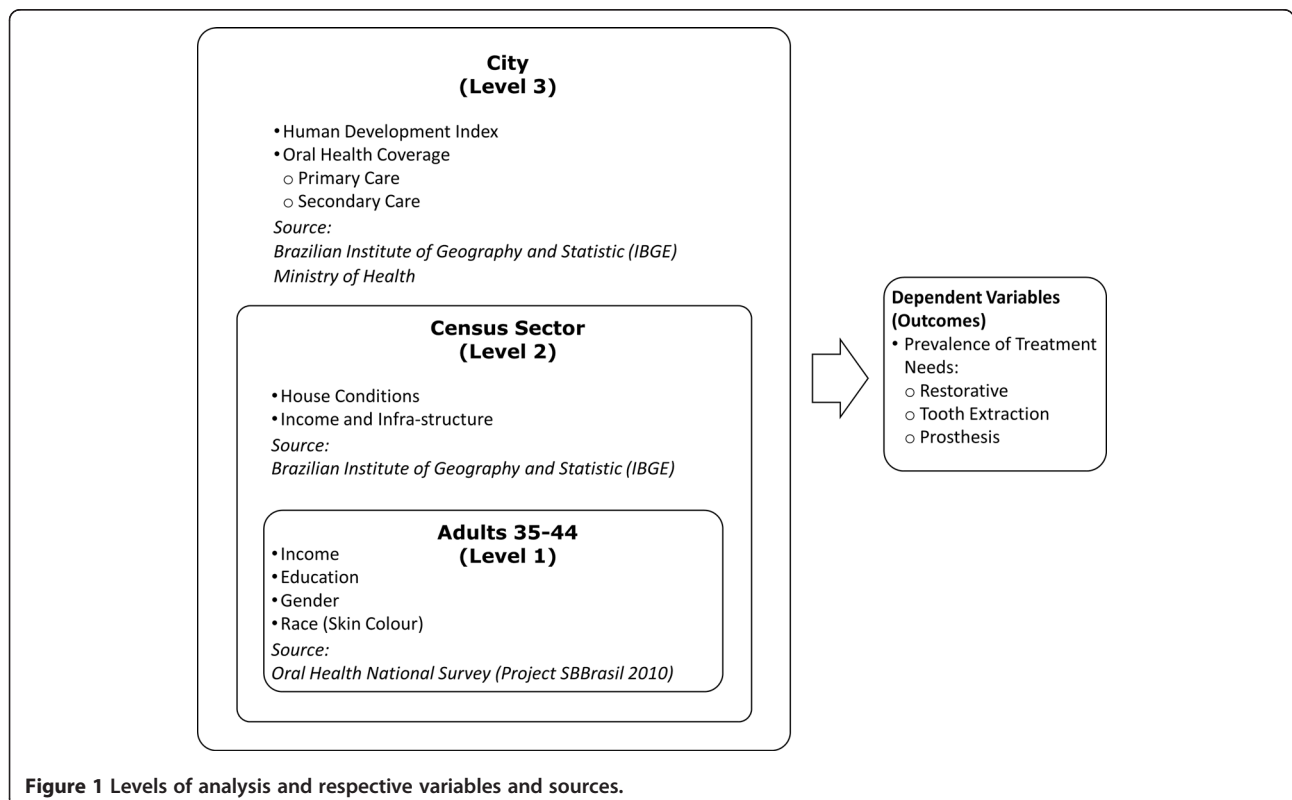 City
(Level 3)
• Human Development Index
• Oral Health Coverage
o Primary Care
o Secondary Care
Source:
Brazilian Institute of Geography and Statistic (IBGE)
Ministry of Health
Census Sector
(Level 2)
• House Conditions
• Income and Infra-structure
Source:
Brazilian Institute of Geography and Statistic (IBGE)
Adults 35-44
(Level 1)
• Income
• Education
• Gender
• Race (Skin Colour)
Source:
Oral Health National Survey (Project SBBrasil 2010)
Dependent Variables
(Outcomes)
• Prevalence of Treatment
Needs:
o Restorative
o Tooth Extraction
o Prosthesis
Figure 1 Levels of analysis and respective variables and sources.